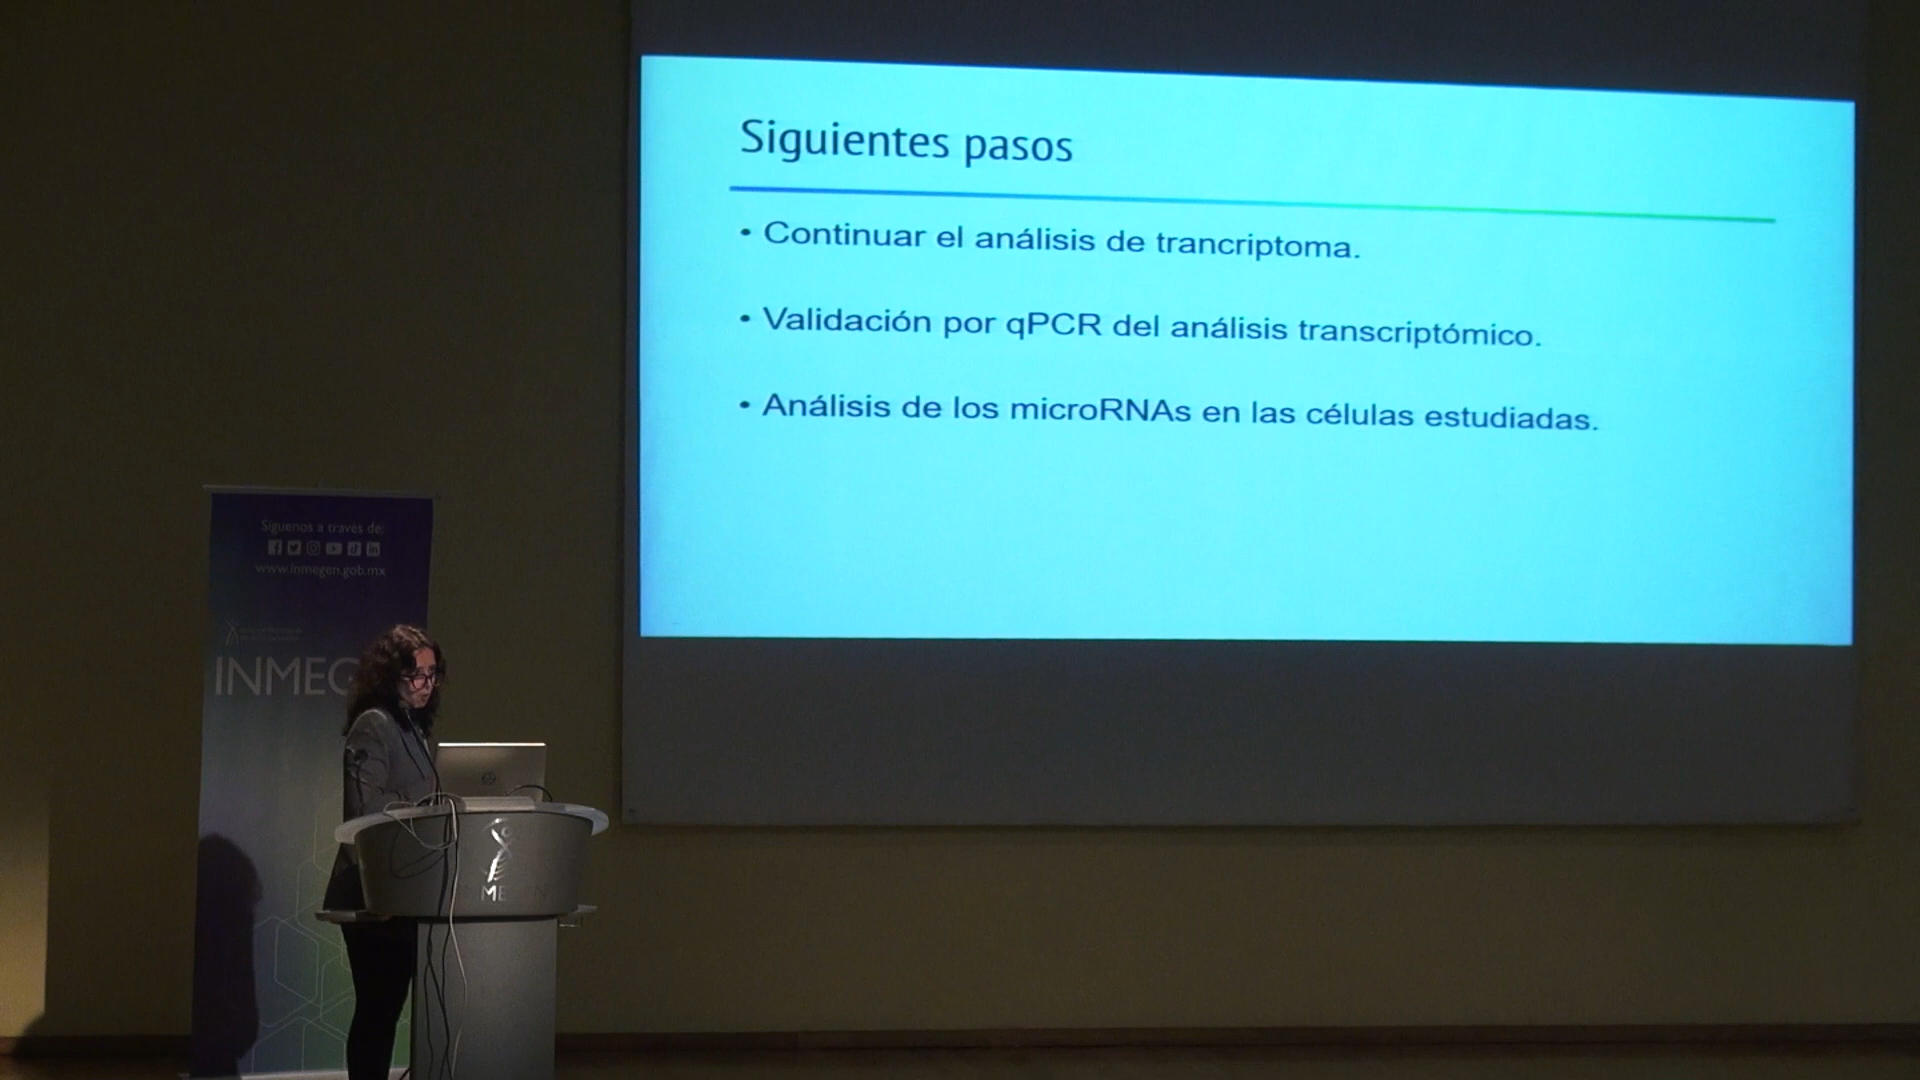 Siguientes pasos
• Continuar el análisis de trancriptoma.
• Validación por qPCR del análisis transcriptómico.
• Análisis de los microRNAs en las células estudiadas.
Síguenos a través de:
www.inmegen.gob.mx
INMEG
ME